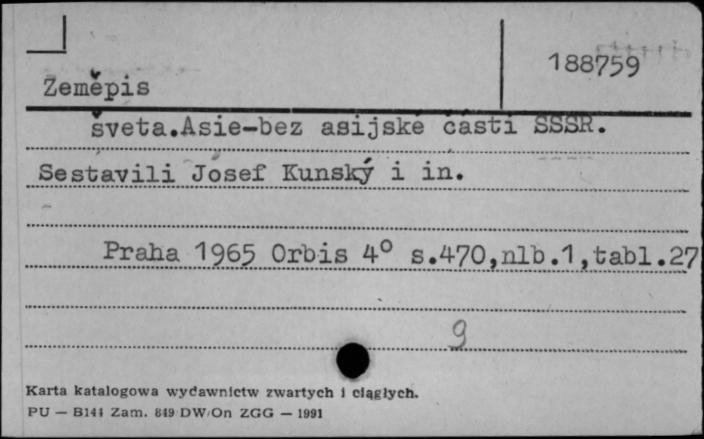 188759
Zeměpis
šveta.Asie-bez asijské části SSSR.
Sestavili Josef Kunský i in.
Praha 1965 Orbis 4° s.470,nlb.1,tabl.27
9
Karta katalogowa wydawnictw zwartych i ciągłych.
PU — B144 Zam. 849 DW/On ZGG — 1991